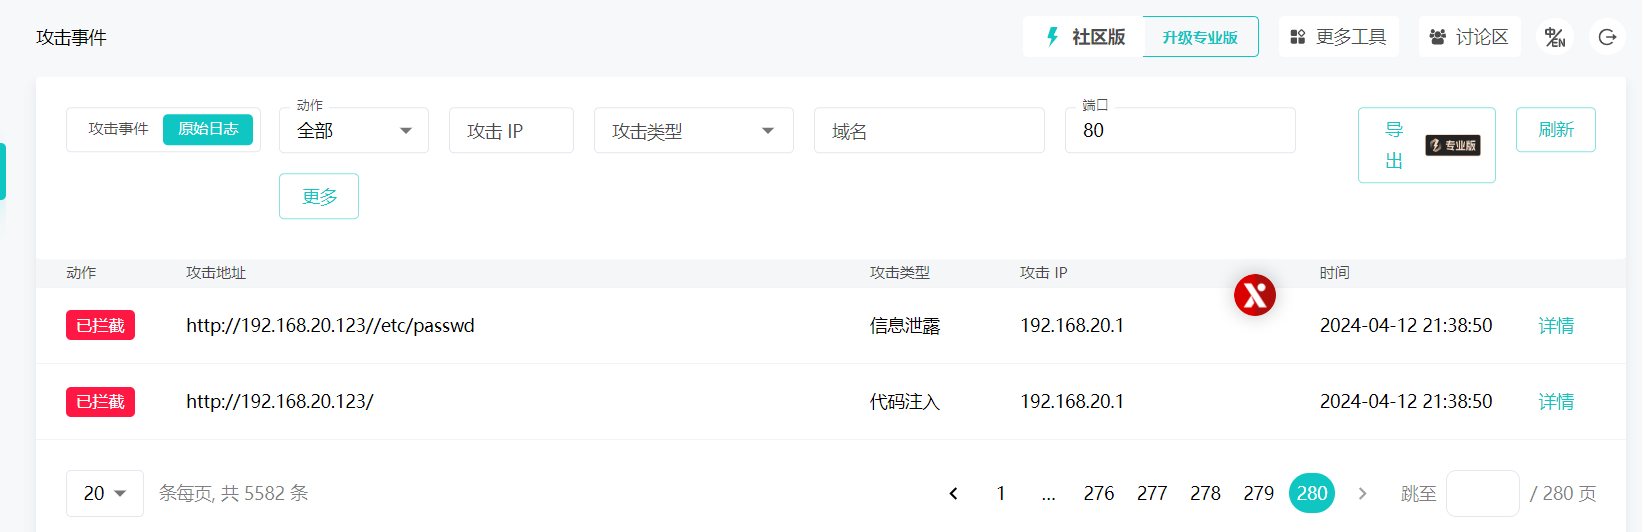 攻击事件
社区版 升级专业版 更多工具 讨论区 中/EN
攻击事件 原始日志
动作
全部
攻击 IP
攻击类型
域名
端口
80
导出 专业版
刷新
更多
动作 攻击地址 攻击类型 攻击 IP 时间
已拦截 http://192.168.20.123//etc/passwd 信息泄露 192.168.20.1 2024-04-12 21:38:50 详情
已拦截 http://192.168.20.123/ 代码注入 192.168.20.1 2024-04-12 21:38:50 详情
20 条每页, 共 5582 条 1 ... 276 277 278 279 280 跳至 / 280 页